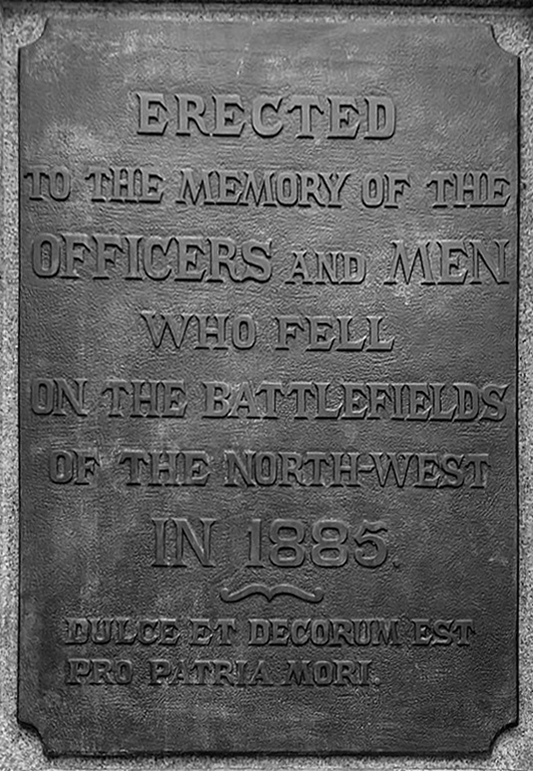 ERECTED
TO THE MEMORY OF THE
OFFICERS AND MEN
WHO FELL
ON THE BATTLEFIELDS
OF THE NORTH-WEST
IN 1885.
DULCE ET DECORUM EST
PRO PATRIA MORI.